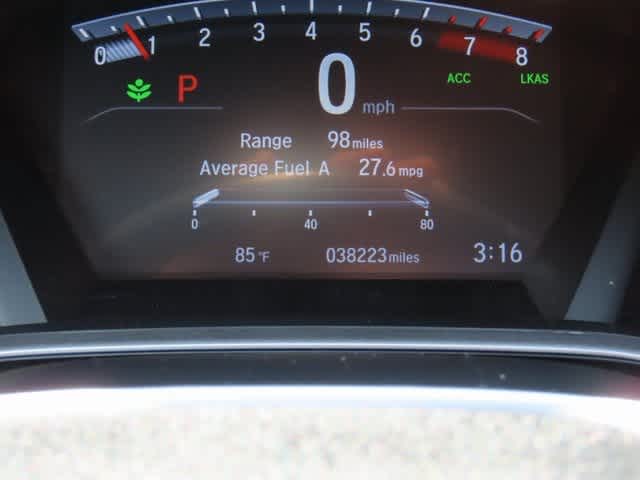 0 1 2 3 4 5 6 7 8
P 0 mph ACC LKAS
Range 98 miles
Average Fuel A 27.6 mpg
0 40 80
85 °F 038223 miles 3:16